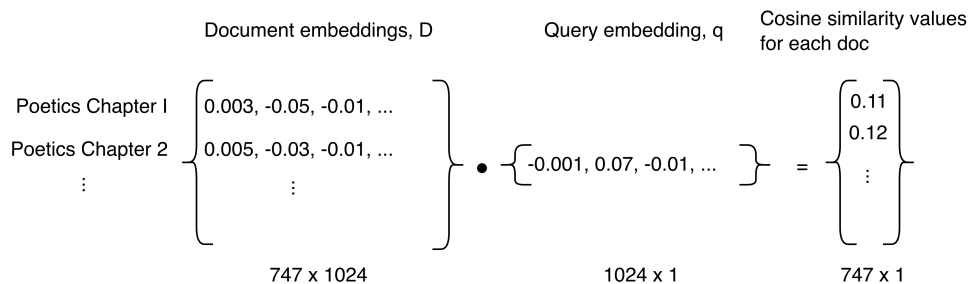 Document embeddings, D
Query embedding, q
Cosine similarity values
for each doc
Poetics Chapter I
0.003, -0.05, -0.01, ...
0.11
Poetics Chapter 2
0.005, -0.03, -0.01, ...
0.12
⋮
⋮
•
-0.001, 0.07, -0.01, ...
=
⋮
747 x 1024
1024 x 1
747 x 1